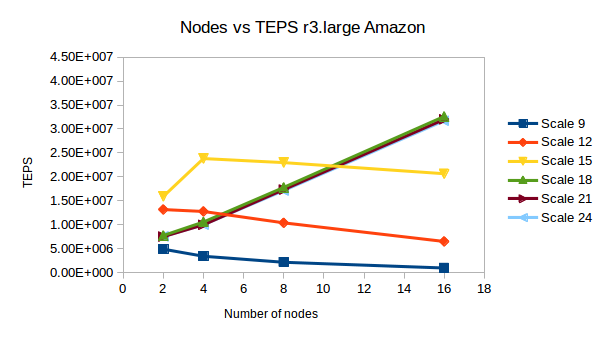 Nodes vs TEPS r3.large Amazon
4.50E+007
4.00E+007
3.50E+007
3.00E+007
2.50E+007
2.00E+007
1.50E+007
1.00E+007
5.00E+006
0.00E+000
TEPS
0 2 4 6 8 10 12 14 16 18
Number of nodes
Scale 9
Scale 12
Scale 15
Scale 18
Scale 21
Scale 24